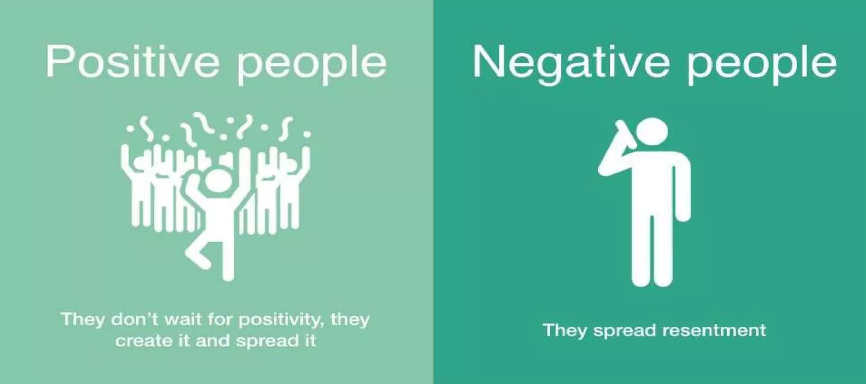 Positive people
They don't wait for positivity, they
create it and spread it
Negative people
They spread resentment